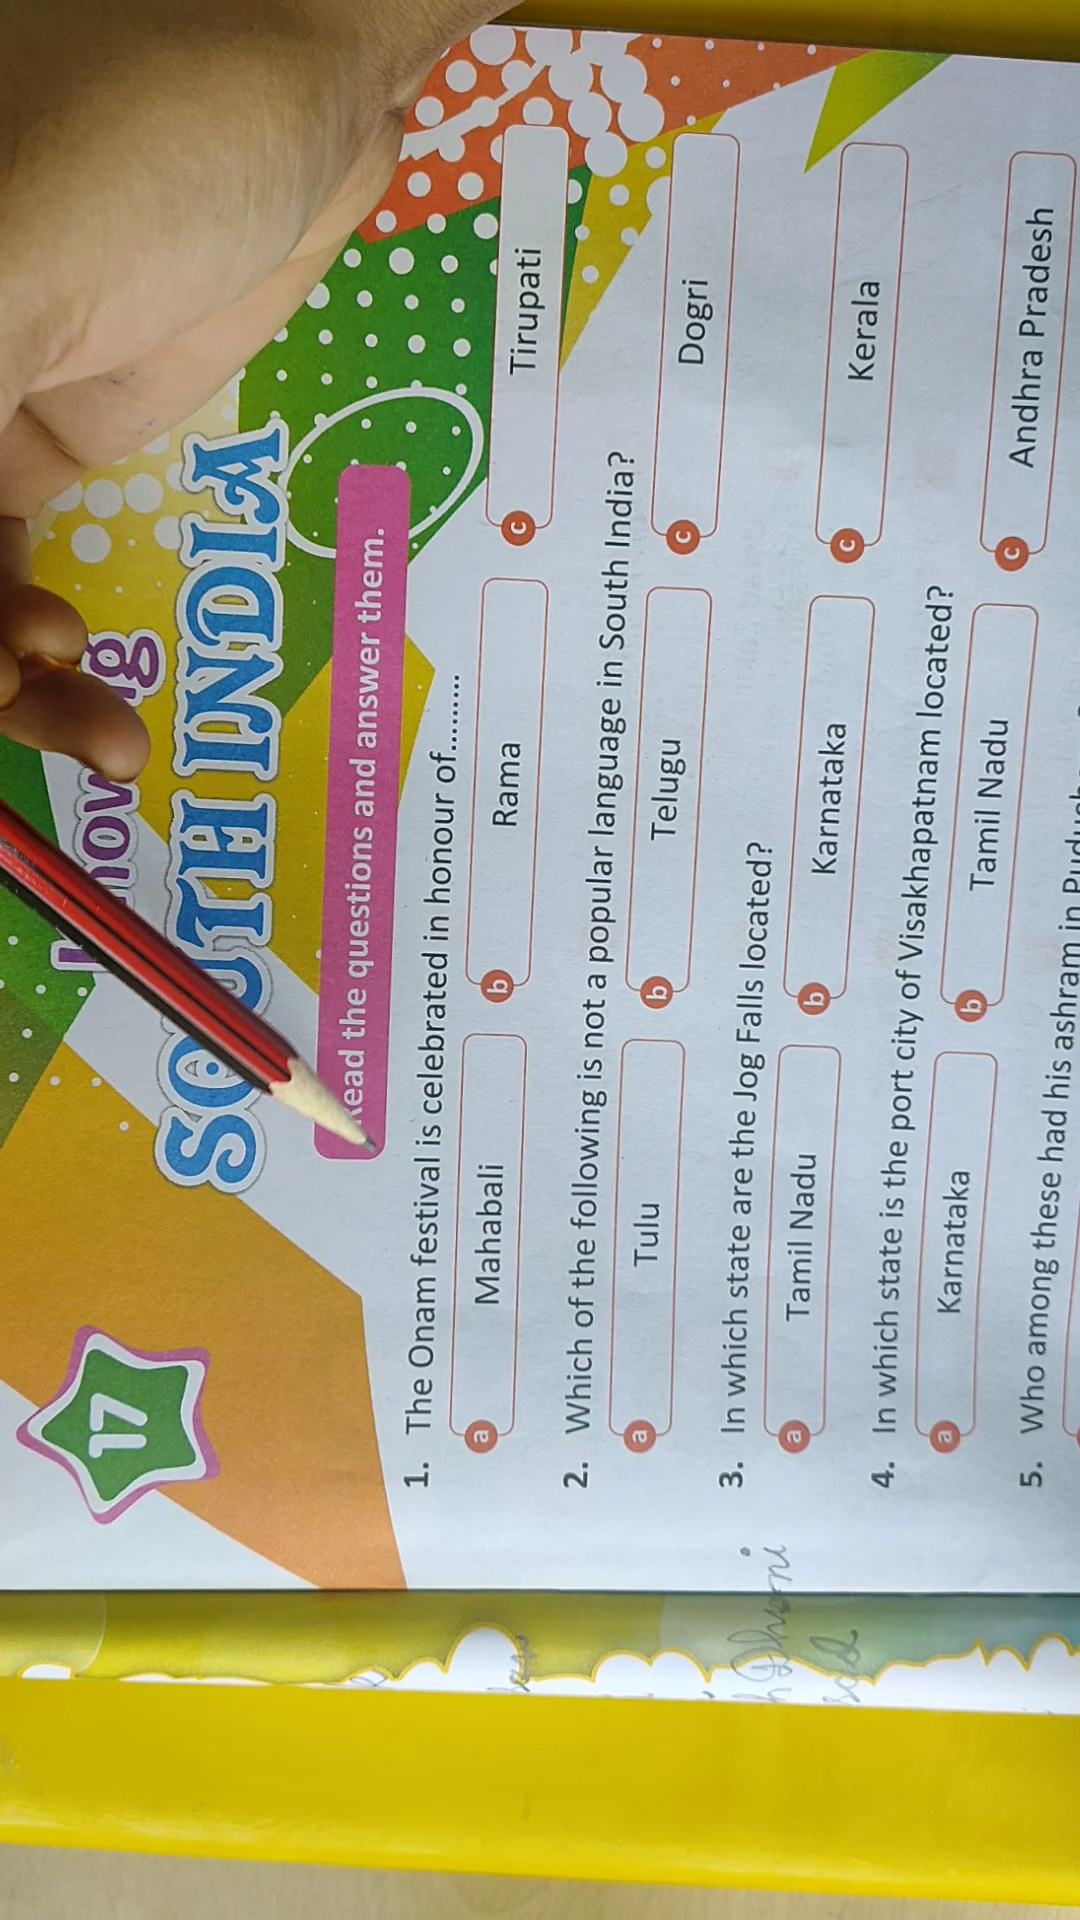 17
SOUTH INDIA
Read the questions and answer them.
1. The Onam festival is celebrated in honour of.........
a Mahabali b Rama c Tirupati
2. Which of the following is not a popular language in South India?
a Tulu b Telugu c Dogri
3. In which state are the Jog Falls located?
a Tamil Nadu b Karnataka c Kerala
4. In which state is the port city of Visakhapatnam located?
a Karnataka b Tamil Nadu c Andhra Pradesh
5. Who among these had his ashram in